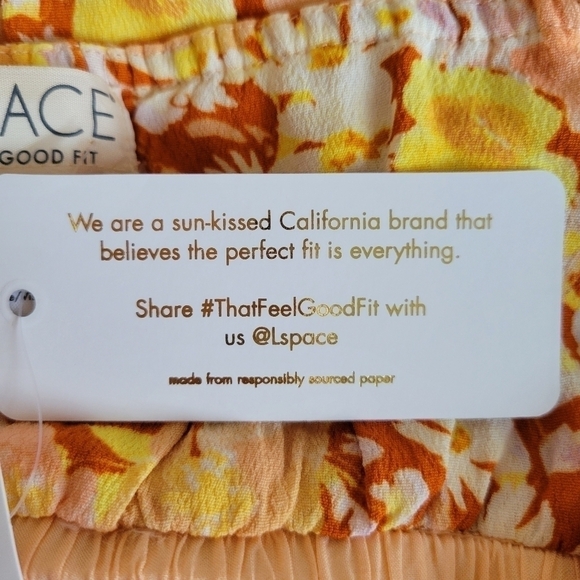 ACE
GOOD FIT
We are a sun-kissed California brand that
believes the perfect fit is everything.
Share #ThatFeelGoodFit with
us @Lspace
made from responsibly sourced paper